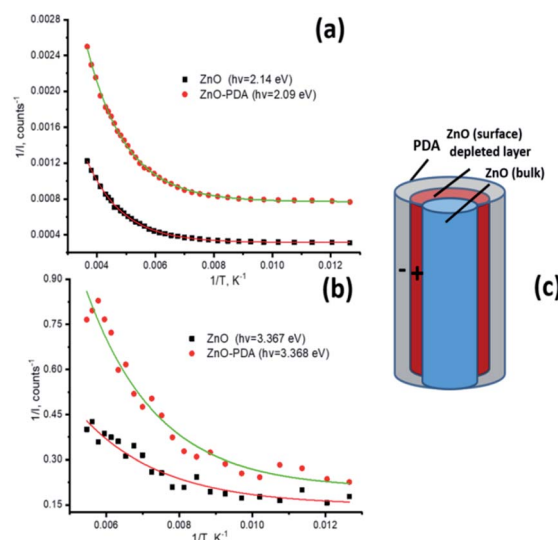 (a)
0.0028
0.0024
0.0020
0.0016
0.0012
0.0008
0.0004
1/I, counts⁻¹
ZnO (hv=2.14 eV)
ZnO-PDA (hv=2.09 eV)
0.004 0.006 0.008 0.010 0.012
1/T, K⁻¹
(b)
0.90
0.75
0.60
0.45
0.30
0.15
1/I, counts⁻¹
ZnO (hv=3.367 eV)
ZnO-PDA (hv=3.368 eV)
0.006 0.008 0.010 0.012
1/T, K⁻¹
PDA
ZnO (surface)
depleted layer
ZnO (bulk)
- +
(c)